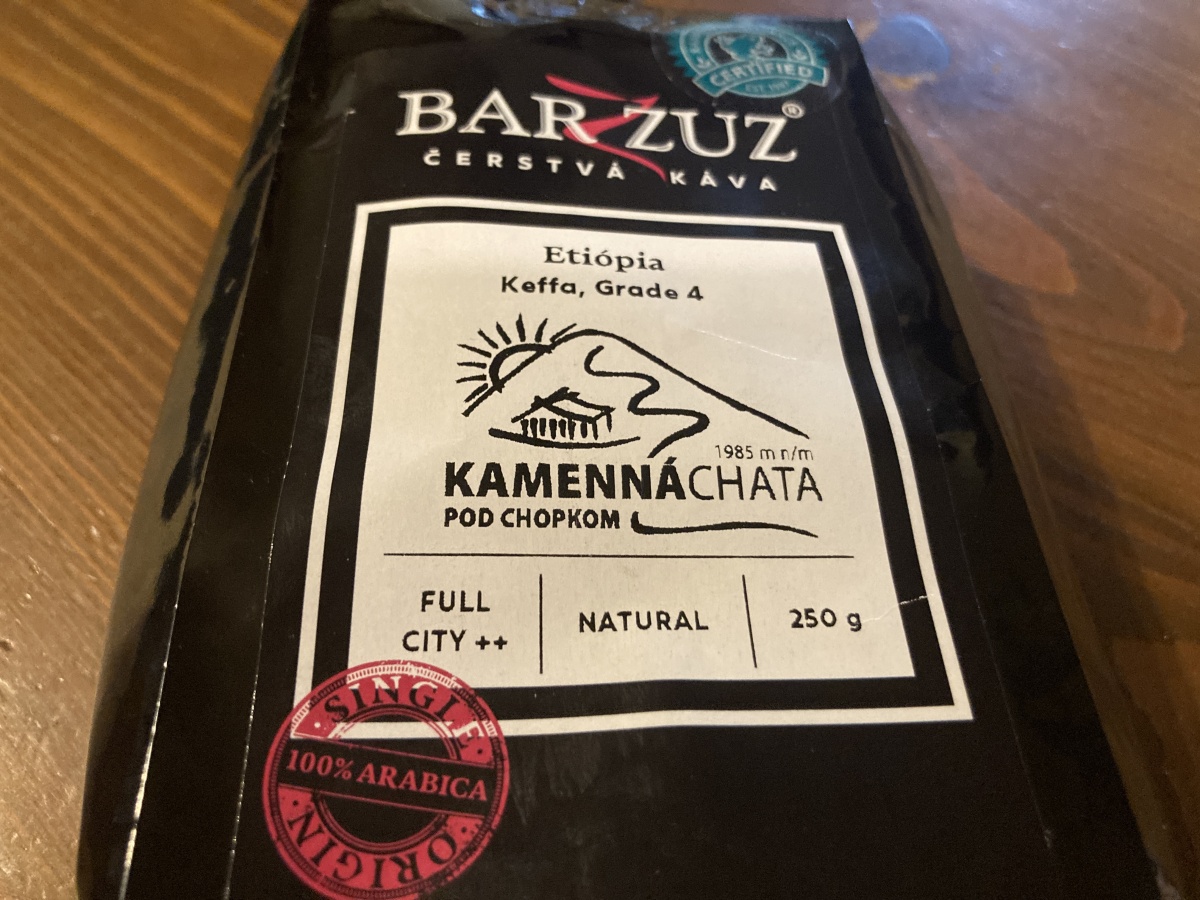 CERTIFIED
BARZZUZ®
ČERSTVÁ KÁVA
Etiópia
Keffa, Grade 4
1985 m n/m
KAMENNÁCHATA
POD CHOPKOM
FULL
CITY ++
NATURAL
250 g
SINGLE
100% ARABICA
ORIGIN